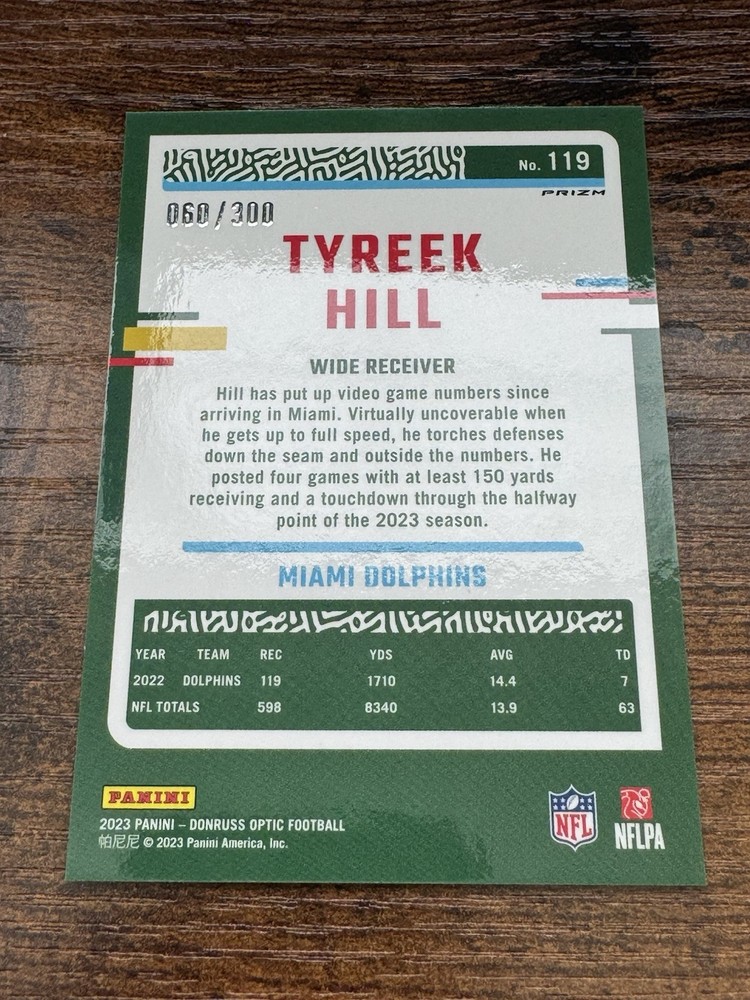 No. 119
PRIZM
060/300
TYREEK
HILL
WIDE RECEIVER
Hill has put up video game numbers since
arriving in Miami. Virtually uncoverable when
he gets up to full speed, he torches defenses
down the seam and outside the numbers. He
posted four games with at least 150 yards
receiving and a touchdown through the halfway
point of the 2023 season.
MIAMI DOLPHINS
YEAR TEAM REC YDS AVG TD
2022 DOLPHINS 119 1710 14.4 7
NFL TOTALS 598 8340 13.9 63
PANINI
2023 PANINI – DONRUSS OPTIC FOOTBALL
帕尼尼 © 2023 Panini America, Inc.
NFL
NFLPA